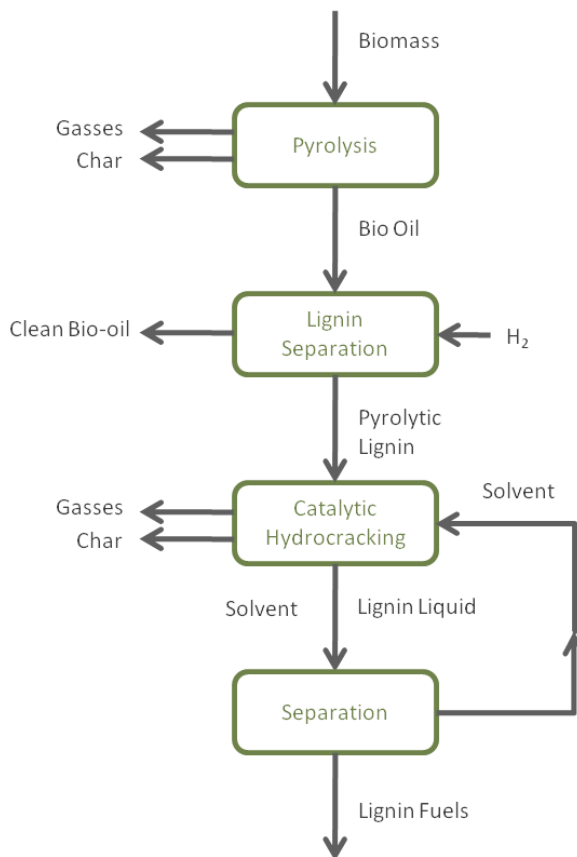 Biomass
Gasses
Char
Pyrolysis
Bio Oil
Clean Bio-oil
Lignin
Separation
H₂
Pyrolytic
Lignin
Gasses
Char
Catalytic
Hydrocracking
Solvent
Solvent
Lignin Liquid
Separation
Lignin Fuels